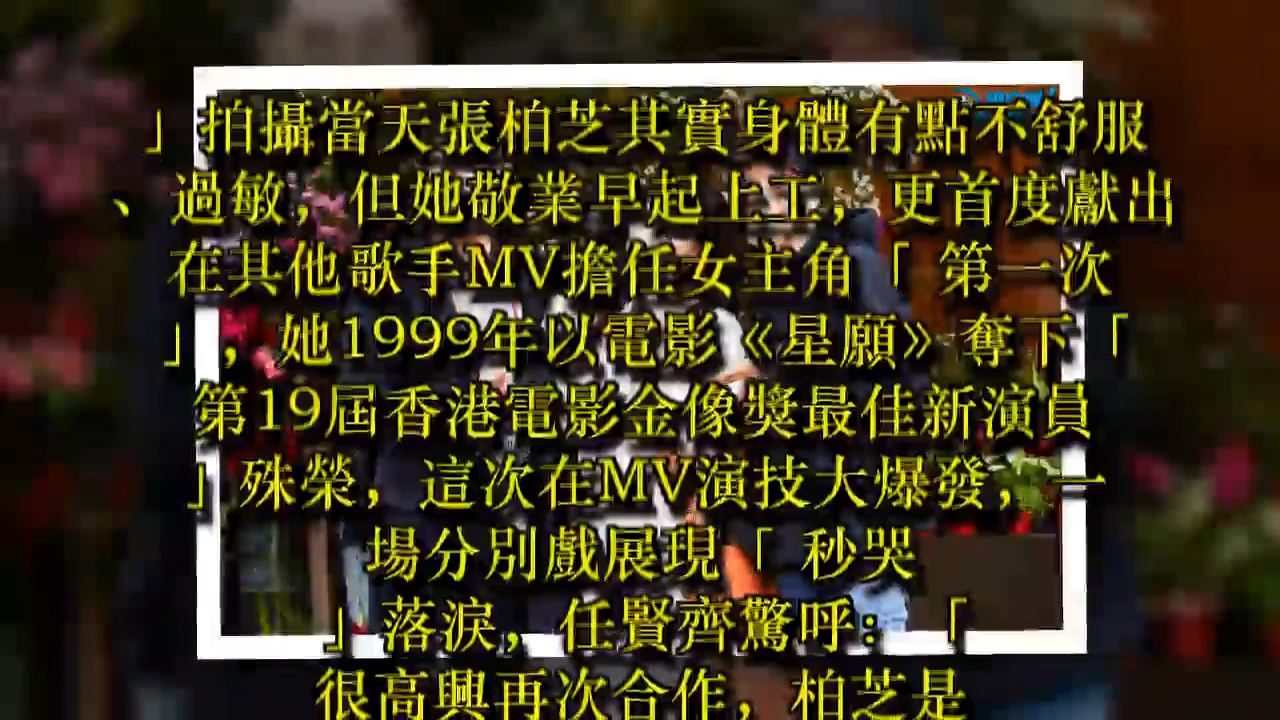 」拍攝當天張柏芝其實身體有點不舒服
、過敏，但她敬業早起上工，更首度獻出
在其他歌手MV擔任女主角「 第一次
」，她1999年以電影《星願》奪下「
第19屆香港電影金像獎最佳新演員
」殊榮，這次在MV演技大爆發，一
場分別戲展現「 秒哭
」落淚，任賢齊驚呼：「
很高興再次合作，柏芝是